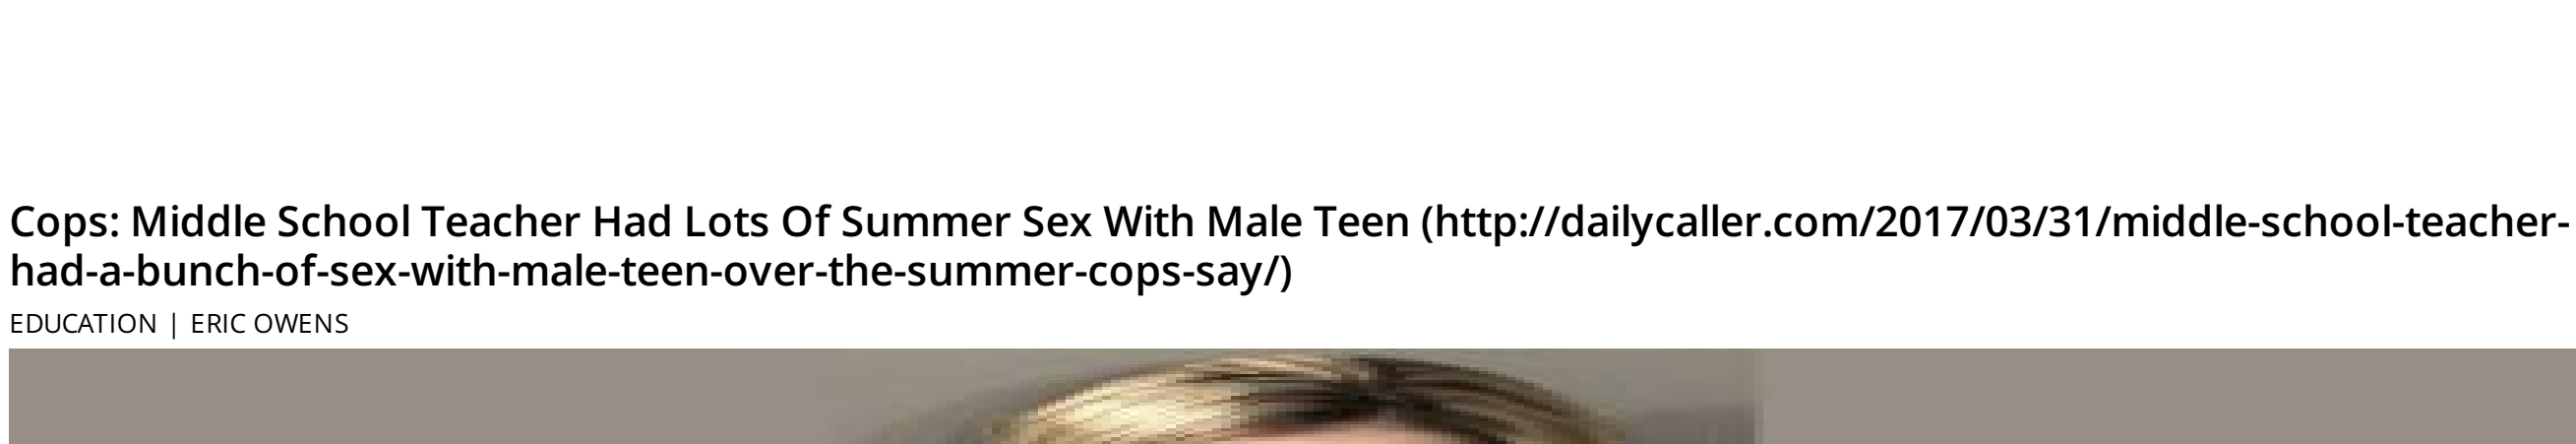 Cops: Middle School Teacher Had Lots Of Summer Sex With Male Teen (http://dailycaller.com/2017/03/31/middle-school-teacher-
had-a-bunch-of-sex-with-male-teen-over-the-summer-cops-say/)
EDUCATION | ERIC OWENS